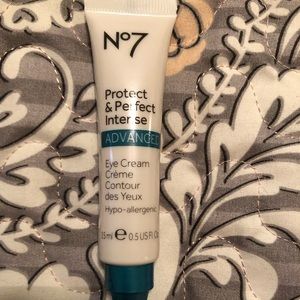 No7
Protect
& Perfect
Intense
ADVANCED
Eye Cream
Crème
Contour
des Yeux
Hypo-allergenic
15ml e 0.5 US Fl. Oz.